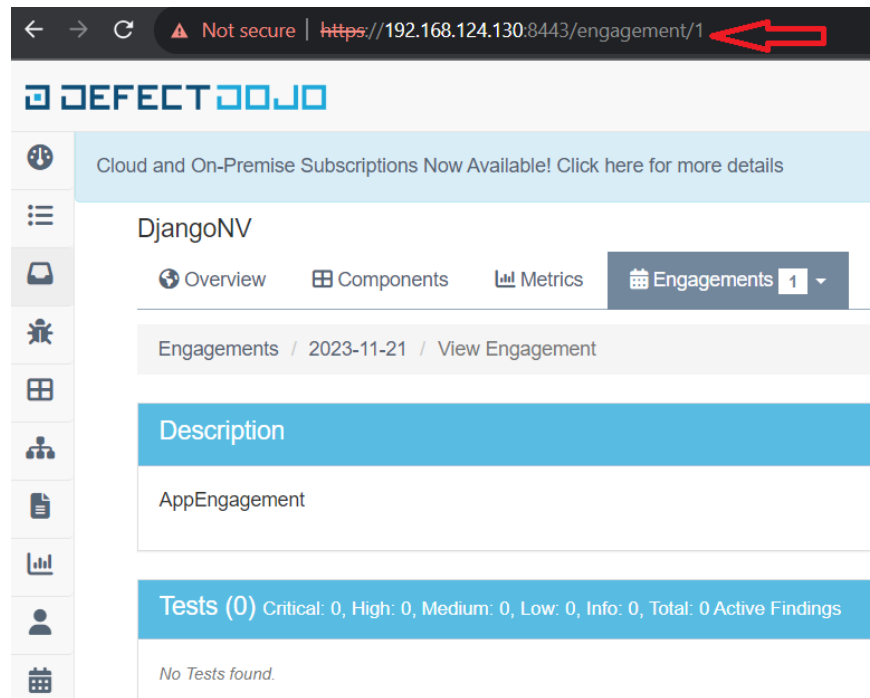 Not secure | https://192.168.124.130:8443/engagement/1
DEFECTDOJO
Cloud and On-Premise Subscriptions Now Available! Click here for more details
DjangoNV
Overview Components Metrics Engagements 1
Engagements / 2023-11-21 / View Engagement
Description
AppEngagement
Tests (0) Critical: 0, High: 0, Medium: 0, Low: 0, Info: 0, Total: 0 Active Findings
No Tests found.